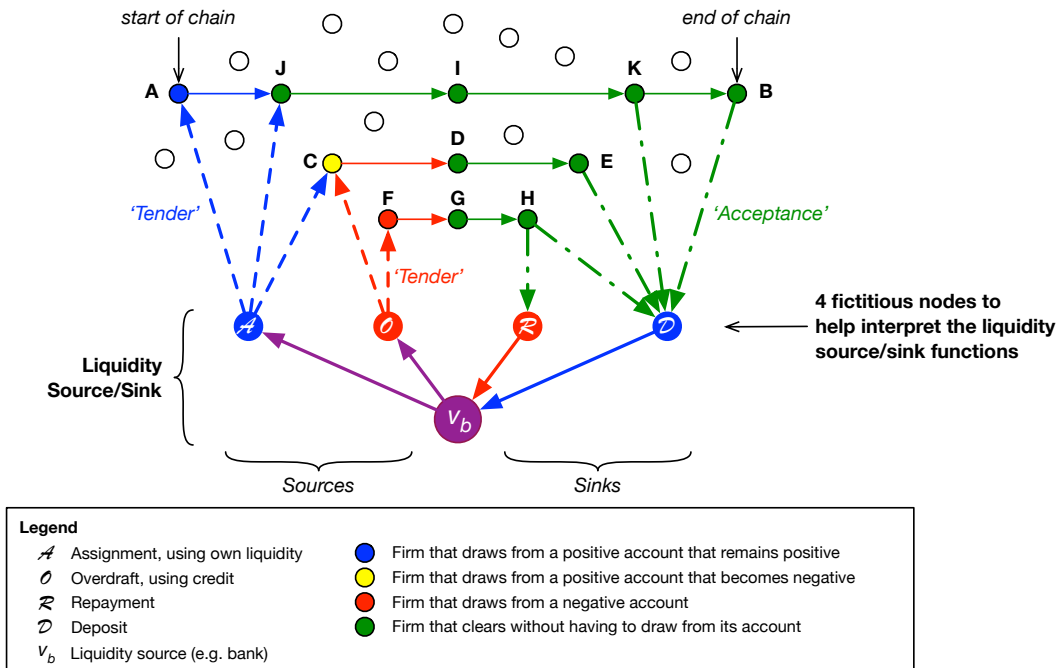 start of chain
end of chain
A
J
I
K
B
D
C
E
F
G
H
'Tender'
'Acceptance'
'Tender'
A
O
R
D
4 fictitious nodes to
help interpret the liquidity
source/sink functions
Liquidity
Source/Sink
v_b
Sources
Sinks
Legend
A Assignment, using own liquidity
O Overdraft, using credit
R Repayment
D Deposit
v_b Liquidity source (e.g. bank)
Firm that draws from a positive account that remains positive
Firm that draws from a positive account that becomes negative
Firm that draws from a negative account
Firm that clears without having to draw from its account